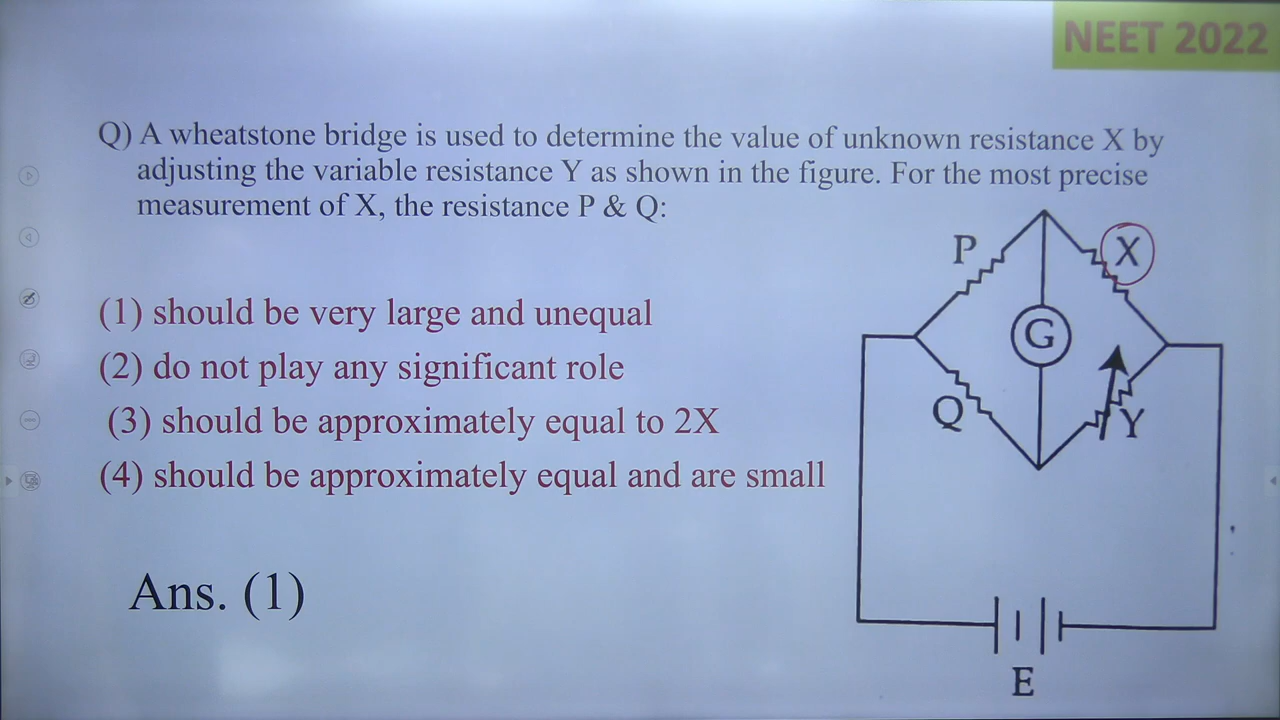 NEET 2022
Q) A wheatstone bridge is used to determine the value of unknown resistance X by
adjusting the variable resistance Y as shown in the figure. For the most precise
measurement of X, the resistance P & Q:
(1) should be very large and unequal
(2) do not play any significant role
(3) should be approximately equal to 2X
(4) should be approximately equal and are small
Ans. (1)
P
X
G
Q
Y
E